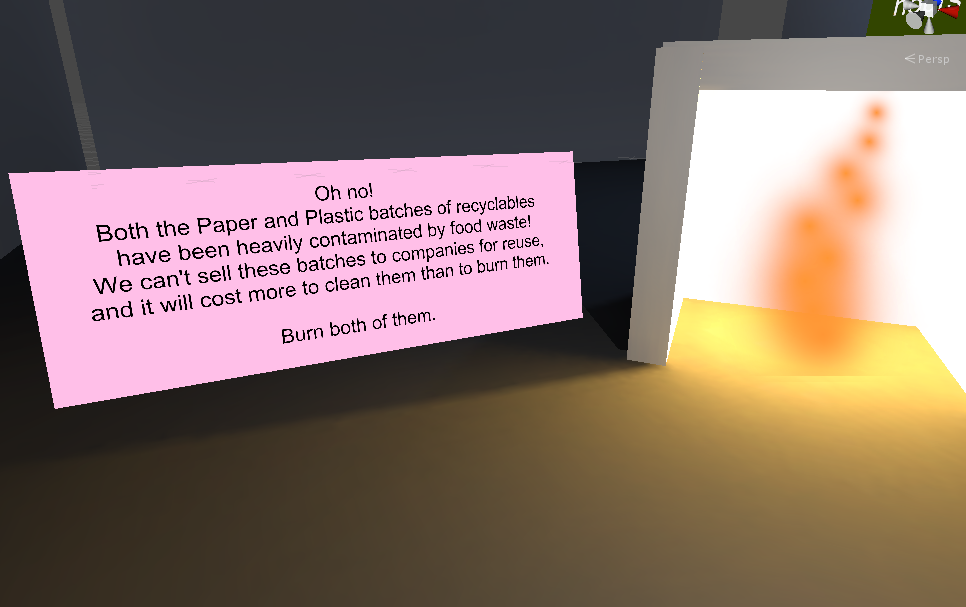 Persp
Oh no!
Both the Paper and Plastic batches of recyclables
have been heavily contaminated by food waste!
We can't sell these batches to companies for reuse,
and it will cost more to clean them than to burn them.
Burn both of them.